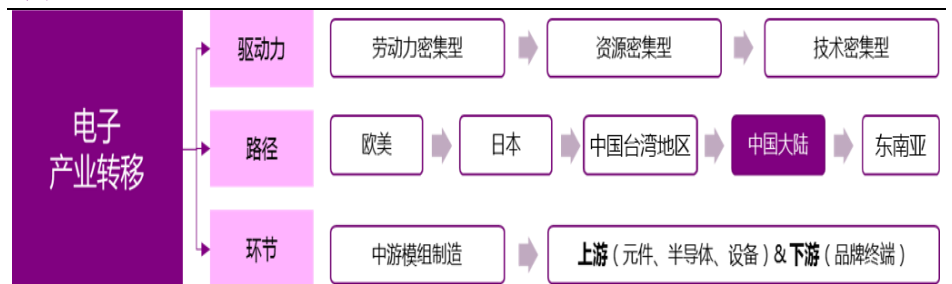 电子
产业转移
驱动力
劳动力密集型
资源密集型
技术密集型
路径
欧美
日本
中国台湾地区
中国大陆
东南亚
环节
中游模组制造
上游（元件、半导体、设备）&下游（品牌终端）